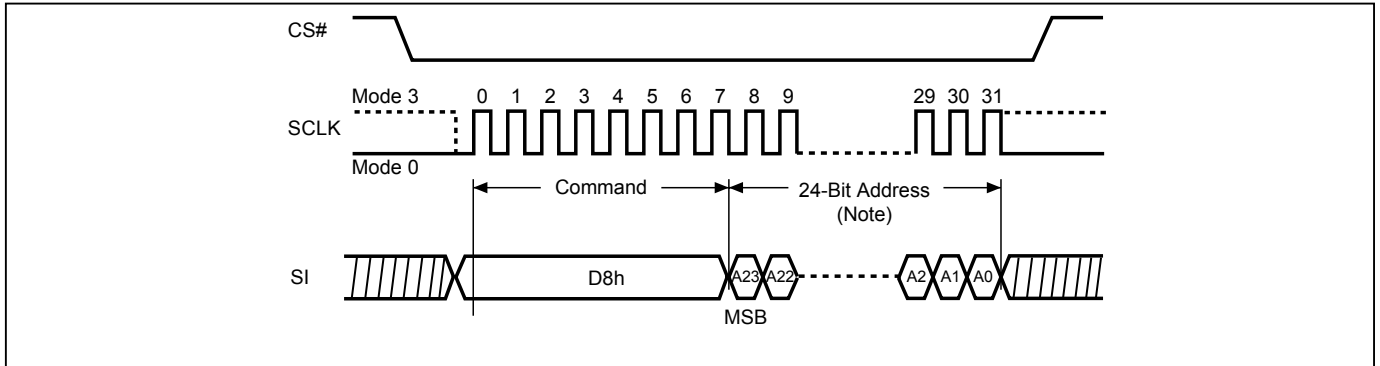 CS#
Mode 3
0 1 2 3 4 5 6 7 8 9 29 30 31
SCLK
Mode 0
Command
24-Bit Address
(Note)
SI
D8h
A23 A22 A2 A1 A0
MSB